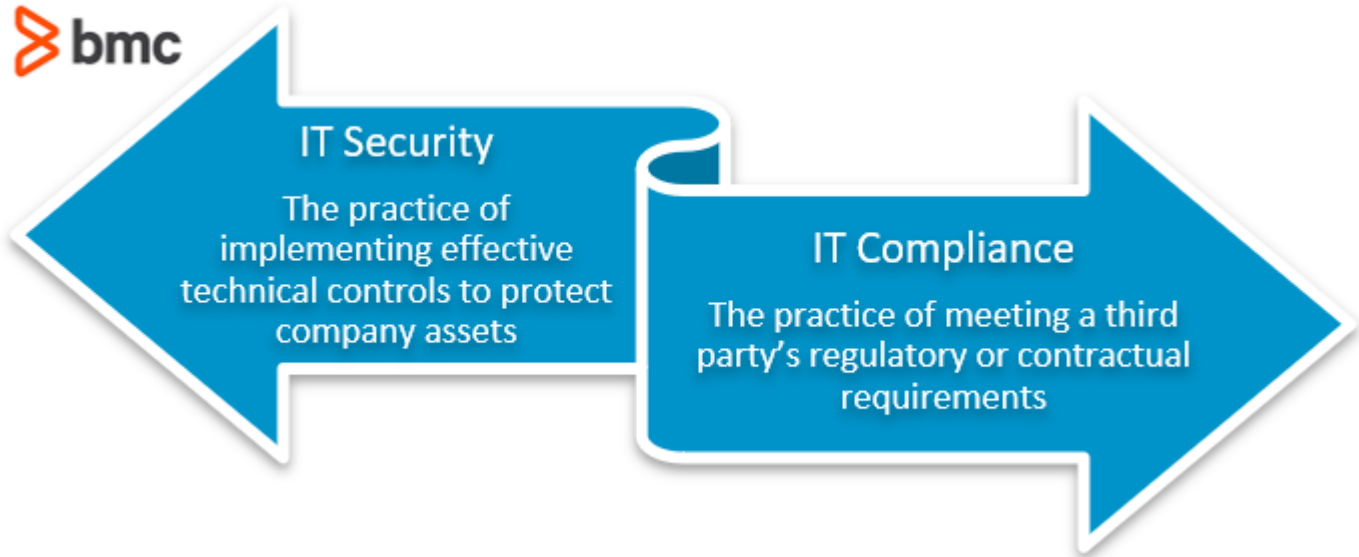 bmc
IT Security
The practice of
implementing effective
technical controls to protect
company assets
IT Compliance
The practice of meeting a third
party’s regulatory or contractual
requirements